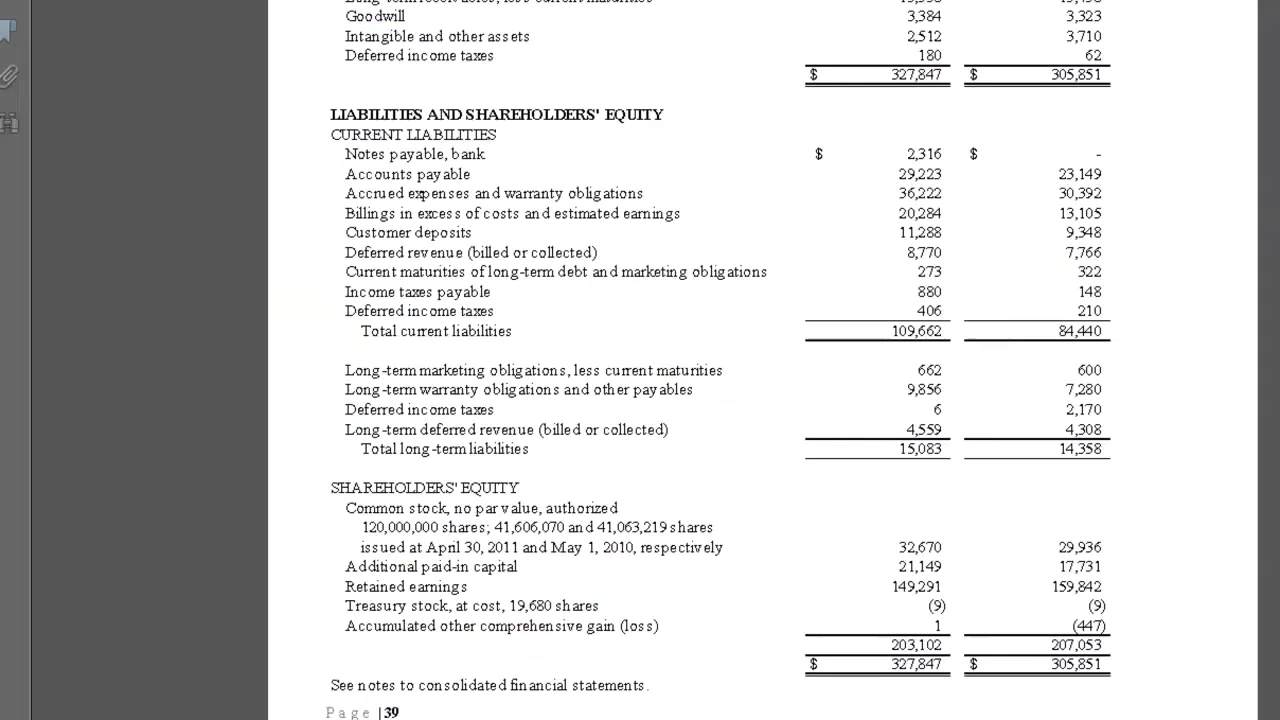 Goodwill 3,384 3,323
Intangible and other assets 2,512 3,710
Deferred income taxes 180 62
$ 327,847 $ 305,851
LIABILITIES AND SHAREHOLDERS' EQUITY
CURRENT LIABILITIES
Notes payable, bank $ 2,316 $ -
Accounts payable 29,223 23,149
Accrued expenses and warranty obligations 36,222 30,392
Billings in excess of costs and estimated earnings 20,284 13,105
Customer deposits 11,288 9,348
Deferred revenue (billed or collected) 8,770 7,766
Current maturities of long-term debt and marketing obligations 273 322
Income taxes payable 880 148
Deferred income taxes 406 210
Total current liabilities 109,662 84,440
Long-term marketing obligations, less current maturities 662 600
Long-term warranty obligations and other payables 9,856 7,280
Deferred income taxes 6 2,170
Long-term deferred revenue (billed or collected) 4,559 4,308
Total long-term liabilities 15,083 14,358
SHAREHOLDERS' EQUITY
Common stock, no par value, authorized
120,000,000 shares; 41,606,070 and 41,063,219 shares
issued at April 30, 2011 and May 1, 2010, respectively 32,670 29,936
Additional paid-in capital 21,149 17,731
Retained earnings 149,291 159,842
Treasury stock, at cost, 19,680 shares (9) (9)
Accumulated other comprehensive gain (loss) 1 (447)
203,102 207,053
$ 327,847 $ 305,851
See notes to consolidated financial statements.
Page |39